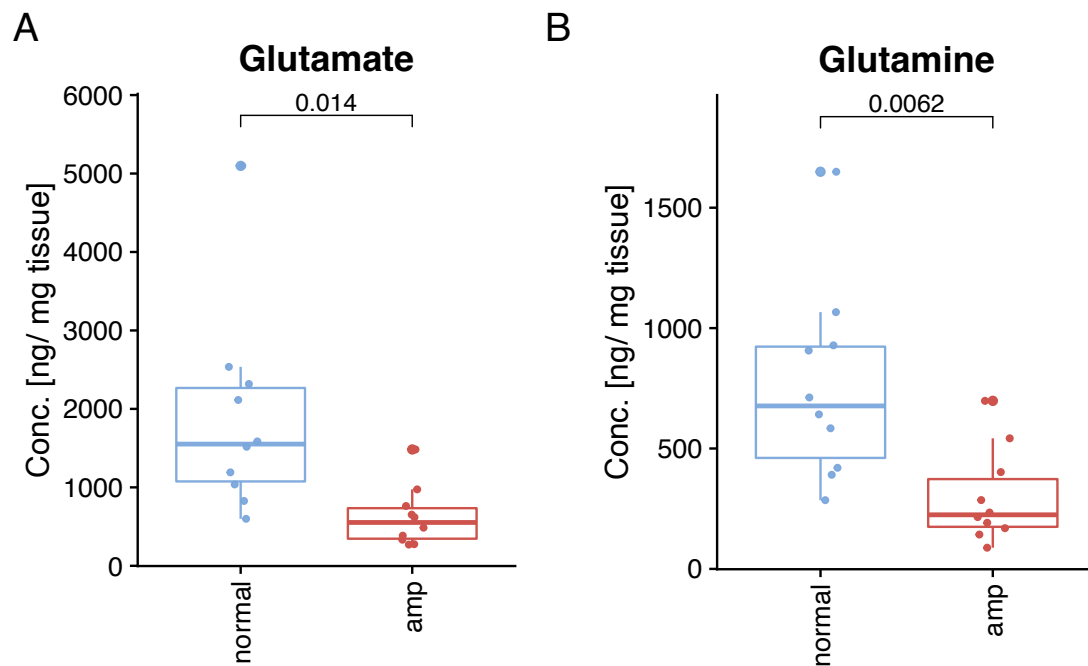 A
Glutamate
0.014
Conc. [ng/ mg tissue]
6000
5000
4000
3000
2000
1000
0
normal
amp
B
Glutamine
0.0062
Conc. [ng/ mg tissue]
1500
1000
500
0
normal
amp